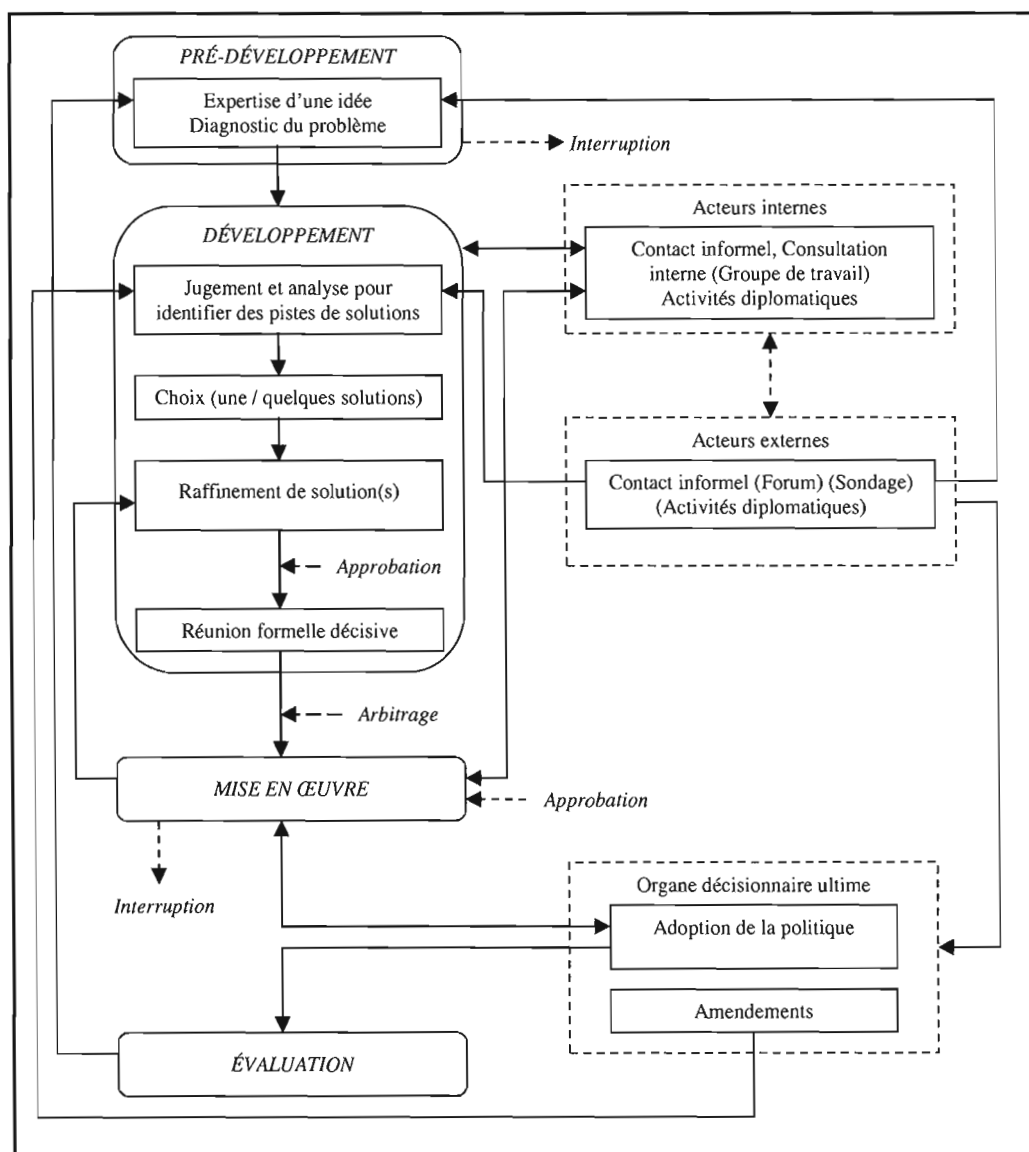 PRÉ-DÉVELOPPEMENT
Expertise d'une idée
Diagnostic du problème
Interruption
DÉVELOPPEMENT
Jugement et analyse pour
identifier des pistes de solutions
Choix (une / quelques solutions)
Raffinement de solution(s)
Approbation
Réunion formelle décisive
Arbitrage
Acteurs internes
Contact informel, Consultation
interne (Groupe de travail)
Activités diplomatiques
Acteurs externes
Contact informel (Forum) (Sondage)
(Activités diplomatiques)
MISE EN ŒUVRE
Approbation
Interruption
Organe décisionnaire ultime
Adoption de la politique
Amendements
ÉVALUATION